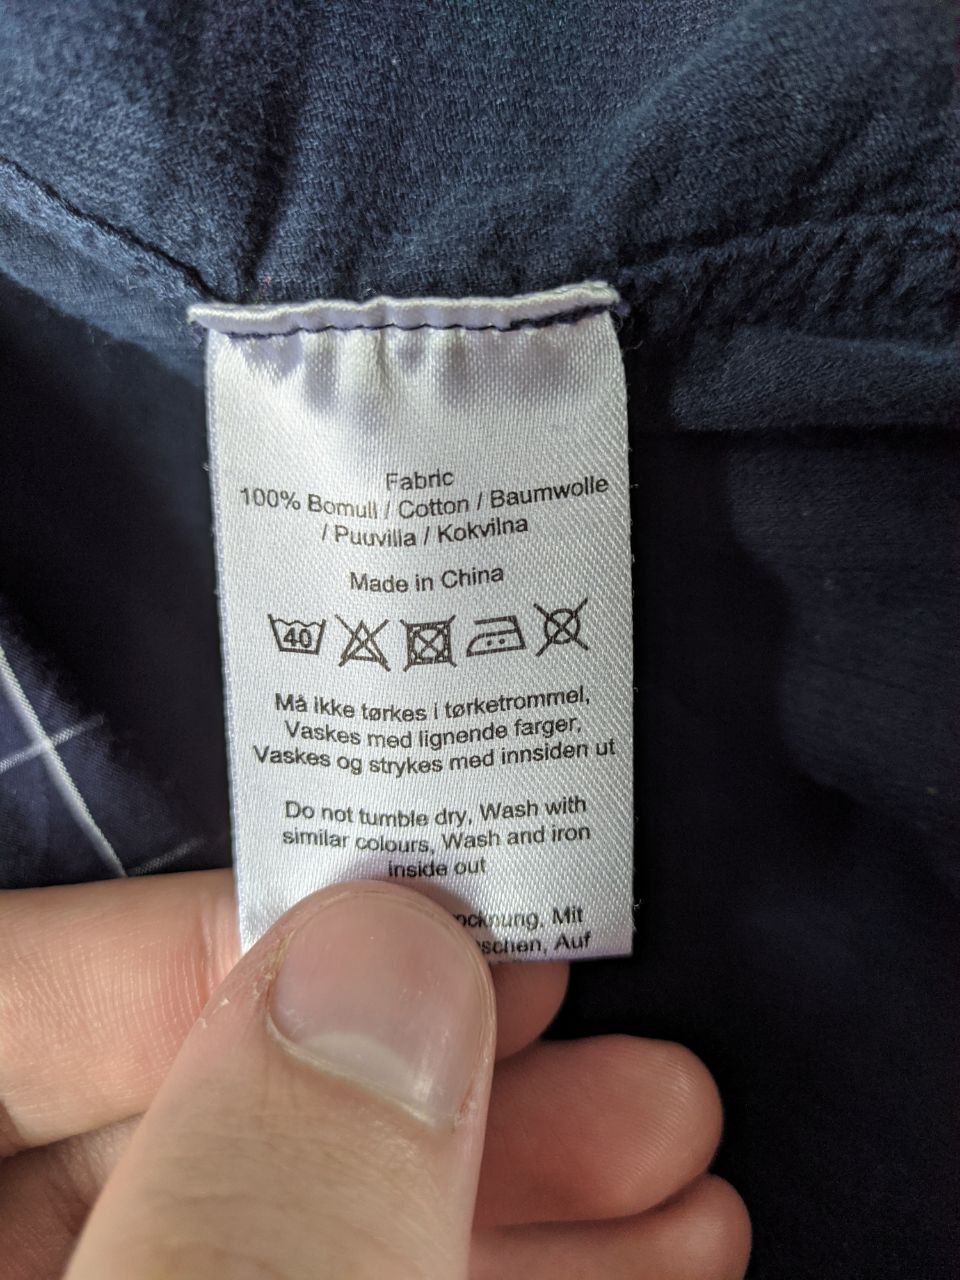 Fabric
100% Bomull / Cotton / Baumwolle
/ Puuvilla / Kokvilna
Made in China
40
Må ikke tørkes i tørketrommel,
Vaskes med lignende farger,
Vaskes og strykes med innsiden ut
Do not tumble dry, Wash with
similar colours, Wash and iron
inside out
Mit
Auf